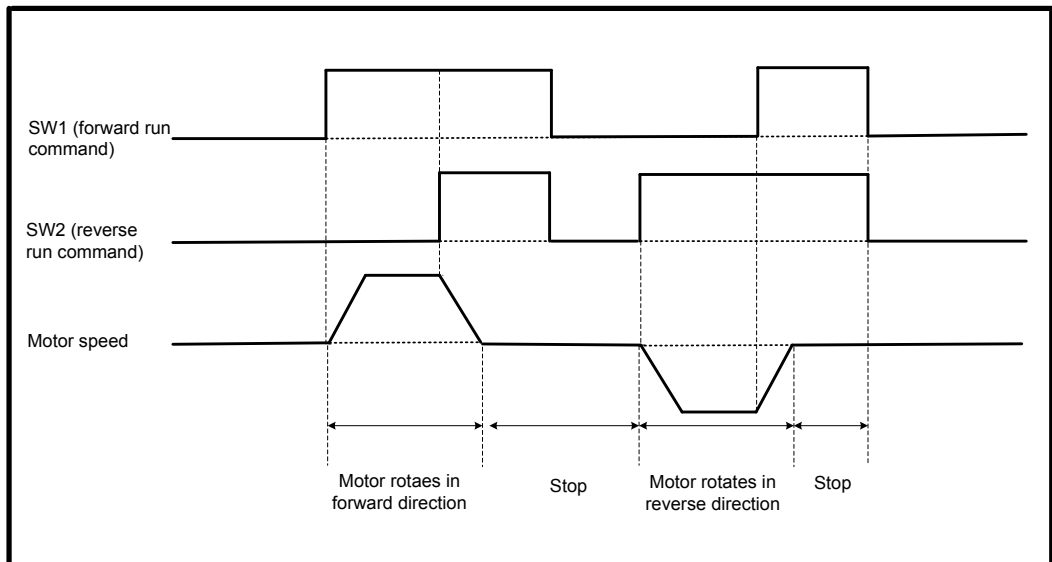 SW1 (forward run
command)
SW2 (reverse
run command)
Motor speed
Motor rotaes in
forward direction
Stop
Motor rotates in
reverse direction
Stop